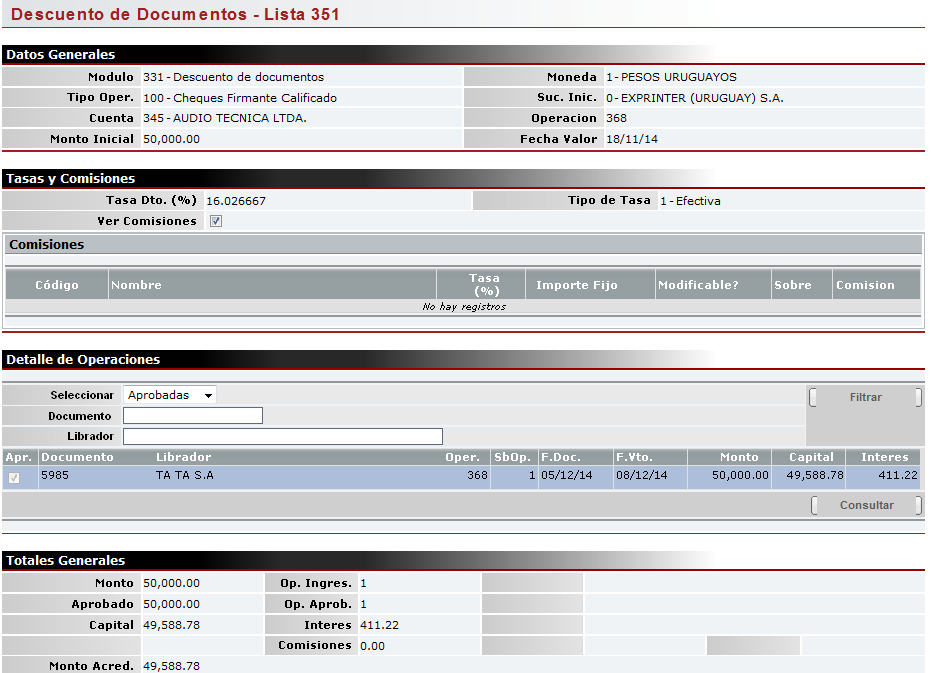 Descuento de Documentos - Lista 351
Datos Generales
Modulo 331 - Descuento de documentos Moneda 1 - PESOS URUGUAYOS
Tipo Oper. 100 - Cheques Firmante Calificado Suc. Inic. 0 - EXPRINTER (URUGUAY) S.A.
Cuenta 345 - AUDIO TECNICA LTDA. Operacion 368
Monto Inicial 50,000.00 Fecha Valor 18/11/14
Tasas y Comisiones
Tasa Dto. (%) 16.026667 Tipo de Tasa 1 - Efectiva
Ver Comisiones
Comisiones
Código Nombre Tasa (%) Importe Fijo Modificable? Sobre Comision
No hay registros
Detalle de Operaciones
Seleccionar Aprobadas Filtrar
Documento
Librador
Apr. Documento Librador Oper. SbOp. F.Doc. F.Vto. Monto Capital Interes
5985 TA TA S.A 368 1 05/12/14 08/12/14 50,000.00 49,588.78 411.22
Consultar
Totales Generales
Monto 50,000.00 Op. Ingres. 1
Aprobado 50,000.00 Op. Aprob. 1
Capital 49,588.78 Interes 411.22
Comisiones 0.00
Monto Acred. 49,588.78